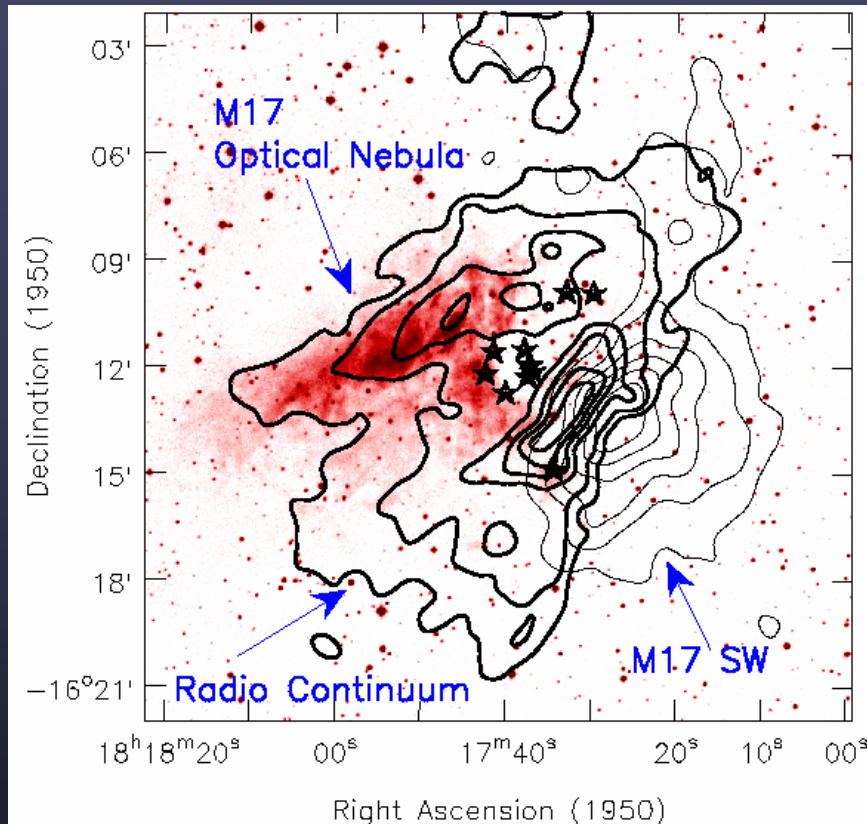 03'
M17
Optical Nebula
06'
09'
12'
15'
18'
M17 SW
Radio Continuum
−16°21'
18ʰ18ᵐ20ˢ 00ˢ 17ᵐ40ˢ 20ˢ 10ˢ 00ˢ
Declination (1950)
Right Ascension (1950)